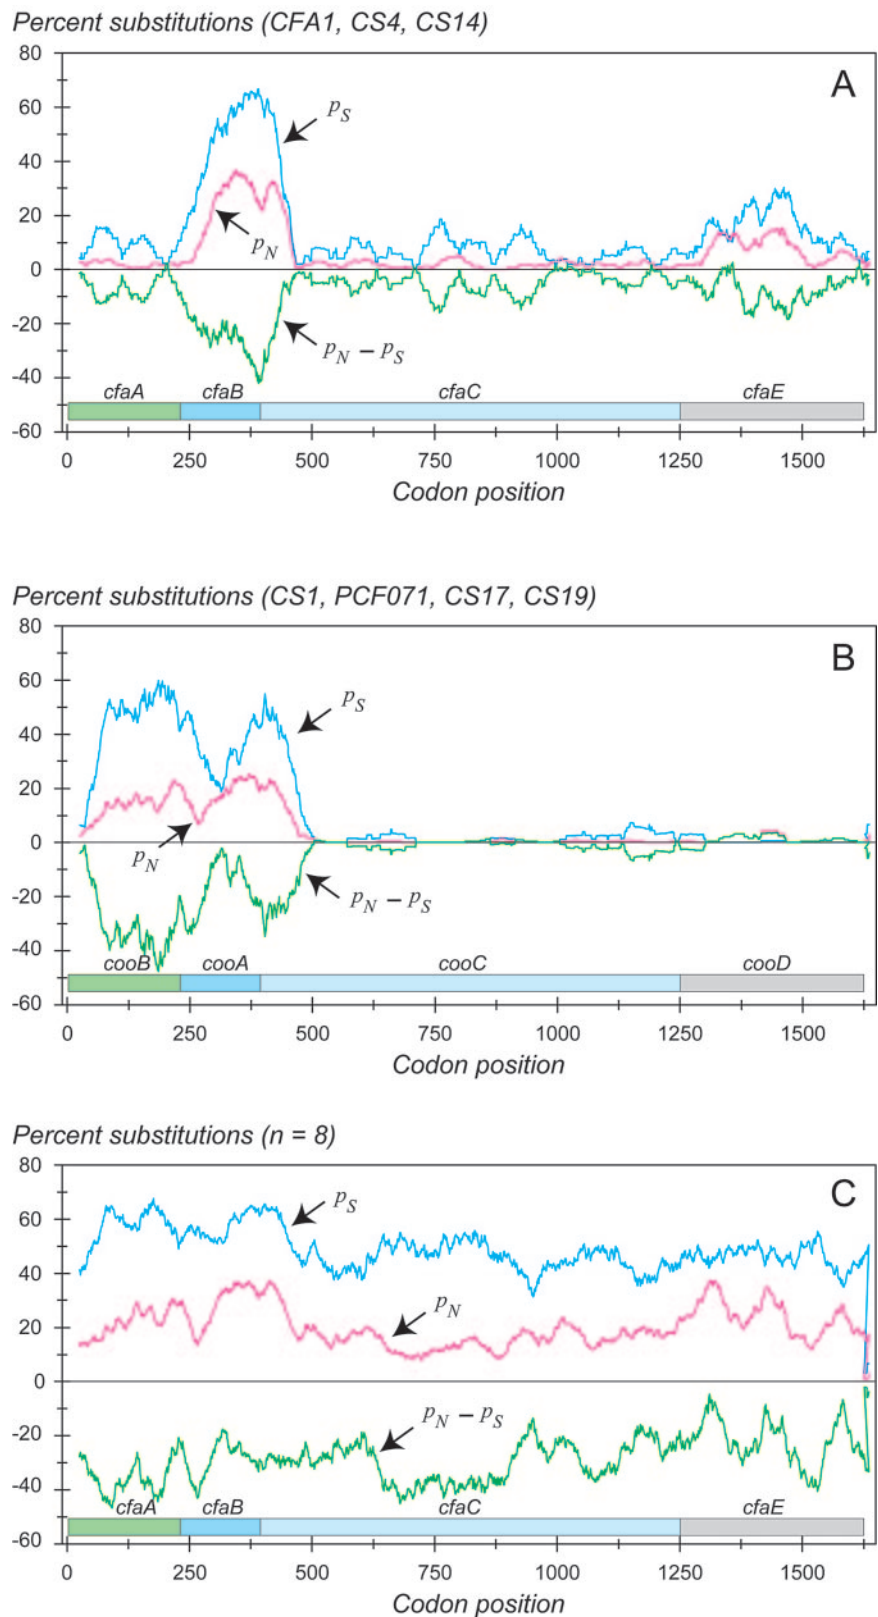 Percent substitutions (CFA1, CS4, CS14)
A
80
60
40
20
0
-20
-40
-60
pS
pN
pN − pS
cfaA cfaB cfaC cfaE
0 250 500 750 1000 1250 1500
Codon position
Percent substitutions (CS1, PCF071, CS17, CS19)
B
80
60
40
20
0
-20
-40
-60
pS
pN
pN − pS
cooB cooA cooC cooD
0 250 500 750 1000 1250 1500
Codon position
Percent substitutions (n = 8)
C
80
60
40
20
0
-20
-40
-60
pS
pN
pN − pS
cfaA cfaB cfaC cfaE
0 250 500 750 1000 1250 1500
Codon position